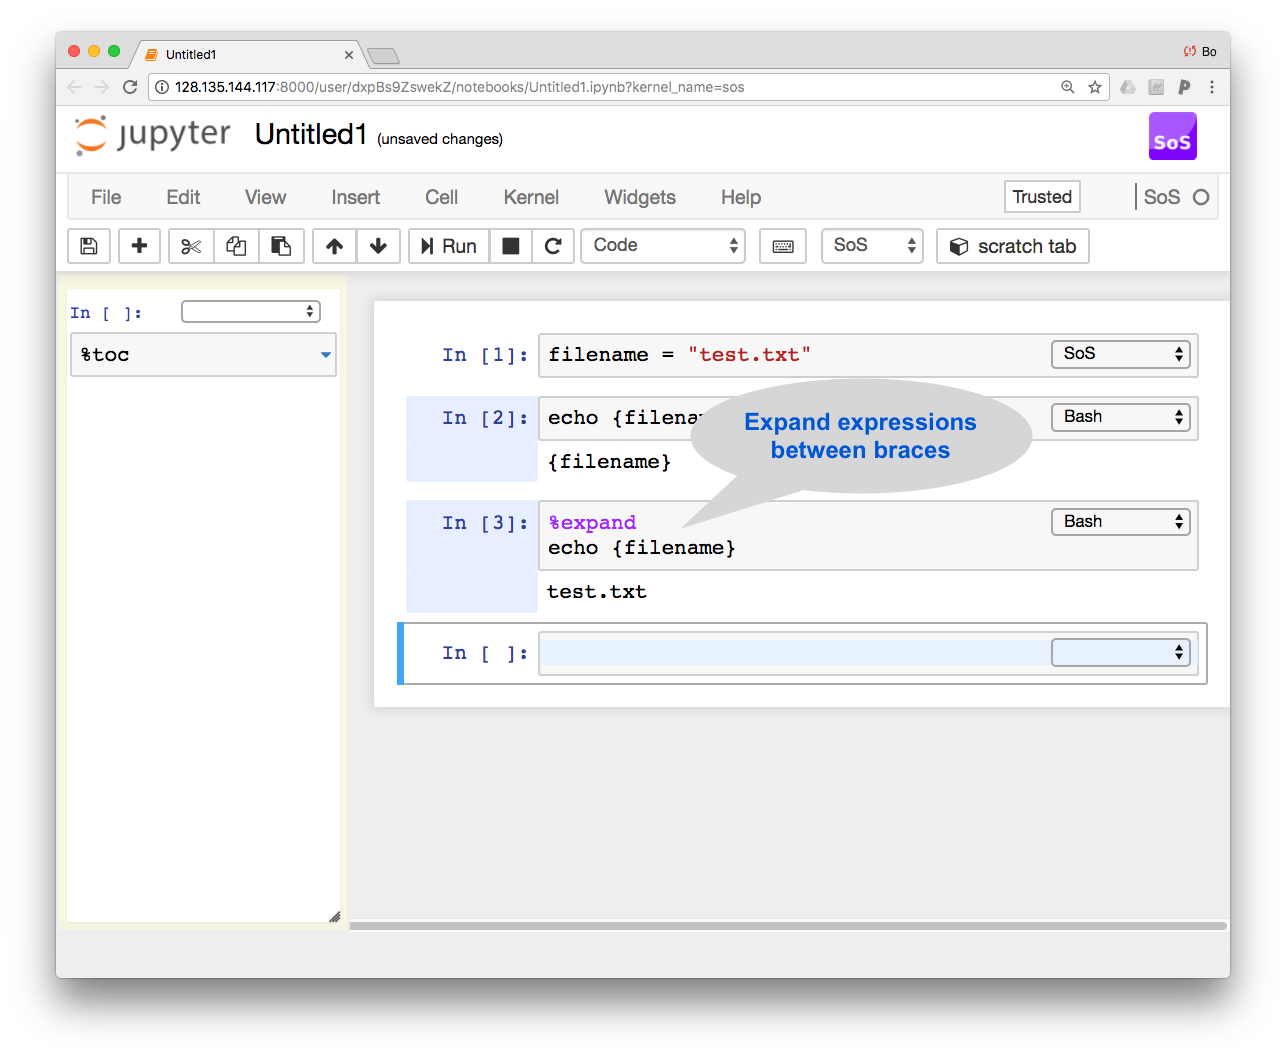 Untitled1
Bo
128.135.144.117:8000/user/dxpBs9ZswekZ/notebooks/Untitled1.ipynb?kernel_name=sos
jupyter Untitled1 (unsaved changes)
SoS
File Edit View Insert Cell Kernel Widgets Help Trusted SoS
Run Code SoS scratch tab
In [ ]:
%toc
In [1]: filename = "test.txt" SoS
In [2]: echo {filena Bash
{filename}
Expand expressions
between braces
In [3]: %expand Bash
echo {filename}
test.txt
In [ ]: